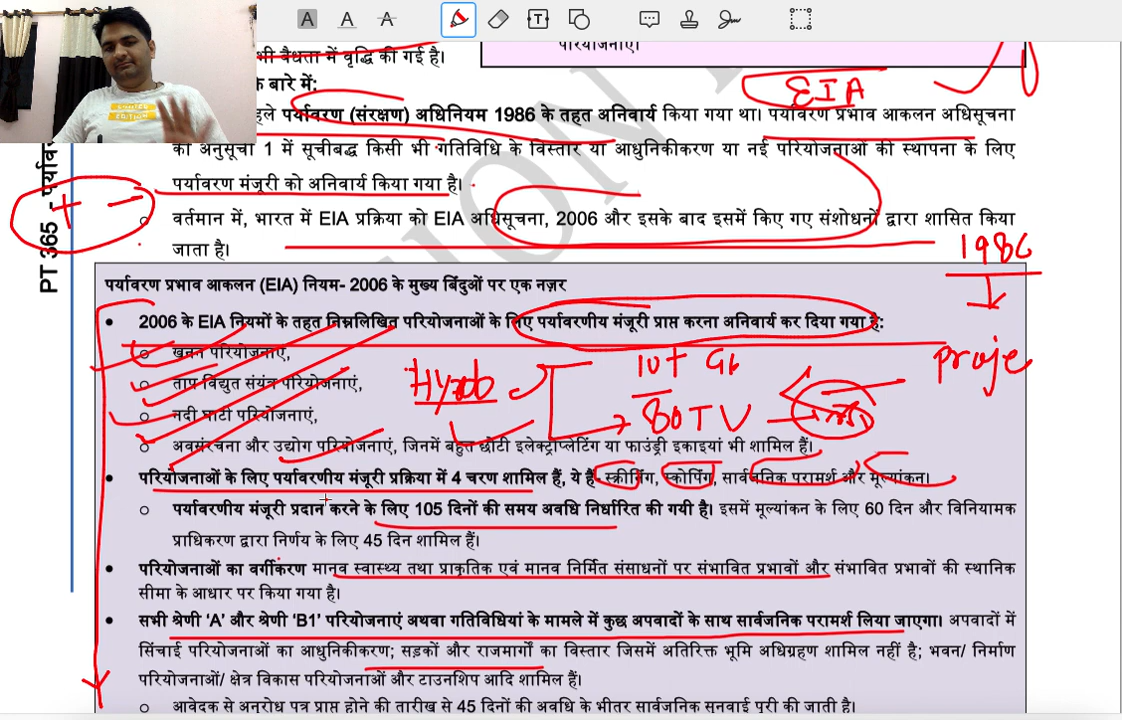 A A A T
परियोजनाएं।
भी वैधता में वृद्धि की गई है।
के बारे में:
EIA
हले पर्यावरण (संरक्षण) अधिनियम 1986 के तहत अनिवार्य किया गया था। पर्यावरण प्रभाव आकलन अधिसूचना
की अनुसूची 1 में सूचीबद्ध किसी भी गतिविधि के विस्तार या आधुनिकीकरण या नई परियोजनाओं की स्थापना के लिए
पर्यावरण मंजूरी को अनिवार्य किया गया है।
वर्तमान में, भारत में EIA प्रक्रिया को EIA अधिसूचना, 2006 और इसके बाद इसमें किए गए संशोधनों द्वारा शासित किया
जाता है।
PT 365 - पर्याव
1986
पर्यावरण प्रभाव आकलन (EIA) नियम- 2006 के मुख्य बिंदुओं पर एक नज़र
2006 के EIA नियमों के तहत निम्नलिखित परियोजनाओं के लिए पर्यावरणीय मंजूरी प्राप्त करना अनिवार्य कर दिया गया है:
खनन परियोजनाएं,
ताप विद्युत संयंत्र परियोजनाएं,
नदी घाटी परियोजनाएं,
अवसंरचना और उद्योग परियोजनाएं, जिनमें बहुत छोटी इलेक्ट्रोप्लेटिंग या फाउंड्री इकाइयां भी शामिल हैं।
proje
80 TV
परियोजनाओं के लिए पर्यावरणीय मंजूरी प्रक्रिया में 4 चरण शामिल हैं, ये हैं- स्क्रीनिंग, स्कोपिंग, सार्वजनिक परामर्श और मूल्यांकन।
पर्यावरणीय मंजूरी प्रदान करने के लिए 105 दिनों की समय अवधि निर्धारित की गयी है। इसमें मूल्यांकन के लिए 60 दिन और विनियामक
प्राधिकरण द्वारा निर्णय के लिए 45 दिन शामिल हैं।
परियोजनाओं का वर्गीकरण मानव स्वास्थ्य तथा प्राकृतिक एवं मानव निर्मित संसाधनों पर संभावित प्रभावों और संभावित प्रभावों की स्थानिक
सीमा के आधार पर किया गया है।
सभी श्रेणी 'A' और श्रेणी 'B1' परियोजनाएं अथवा गतिविधियां के मामले में कुछ अपवादों के साथ सार्वजनिक परामर्श लिया जाएगा। अपवादों में
सिंचाई परियोजनाओं का आधुनिकीकरण; सड़कों और राजमार्गों का विस्तार जिसमें अतिरिक्त भूमि अधिग्रहण शामिल नहीं है; भवन/ निर्माण
परियोजनाओं/ क्षेत्र विकास परियोजनाओं और टाउनशिप आदि शामिल हैं।
आवेदक से अनुरोध पत्र प्राप्त होने की तारीख से 45 दिनों की अवधि के भीतर सार्वजनिक सुनवाई पूरी की जाती है।